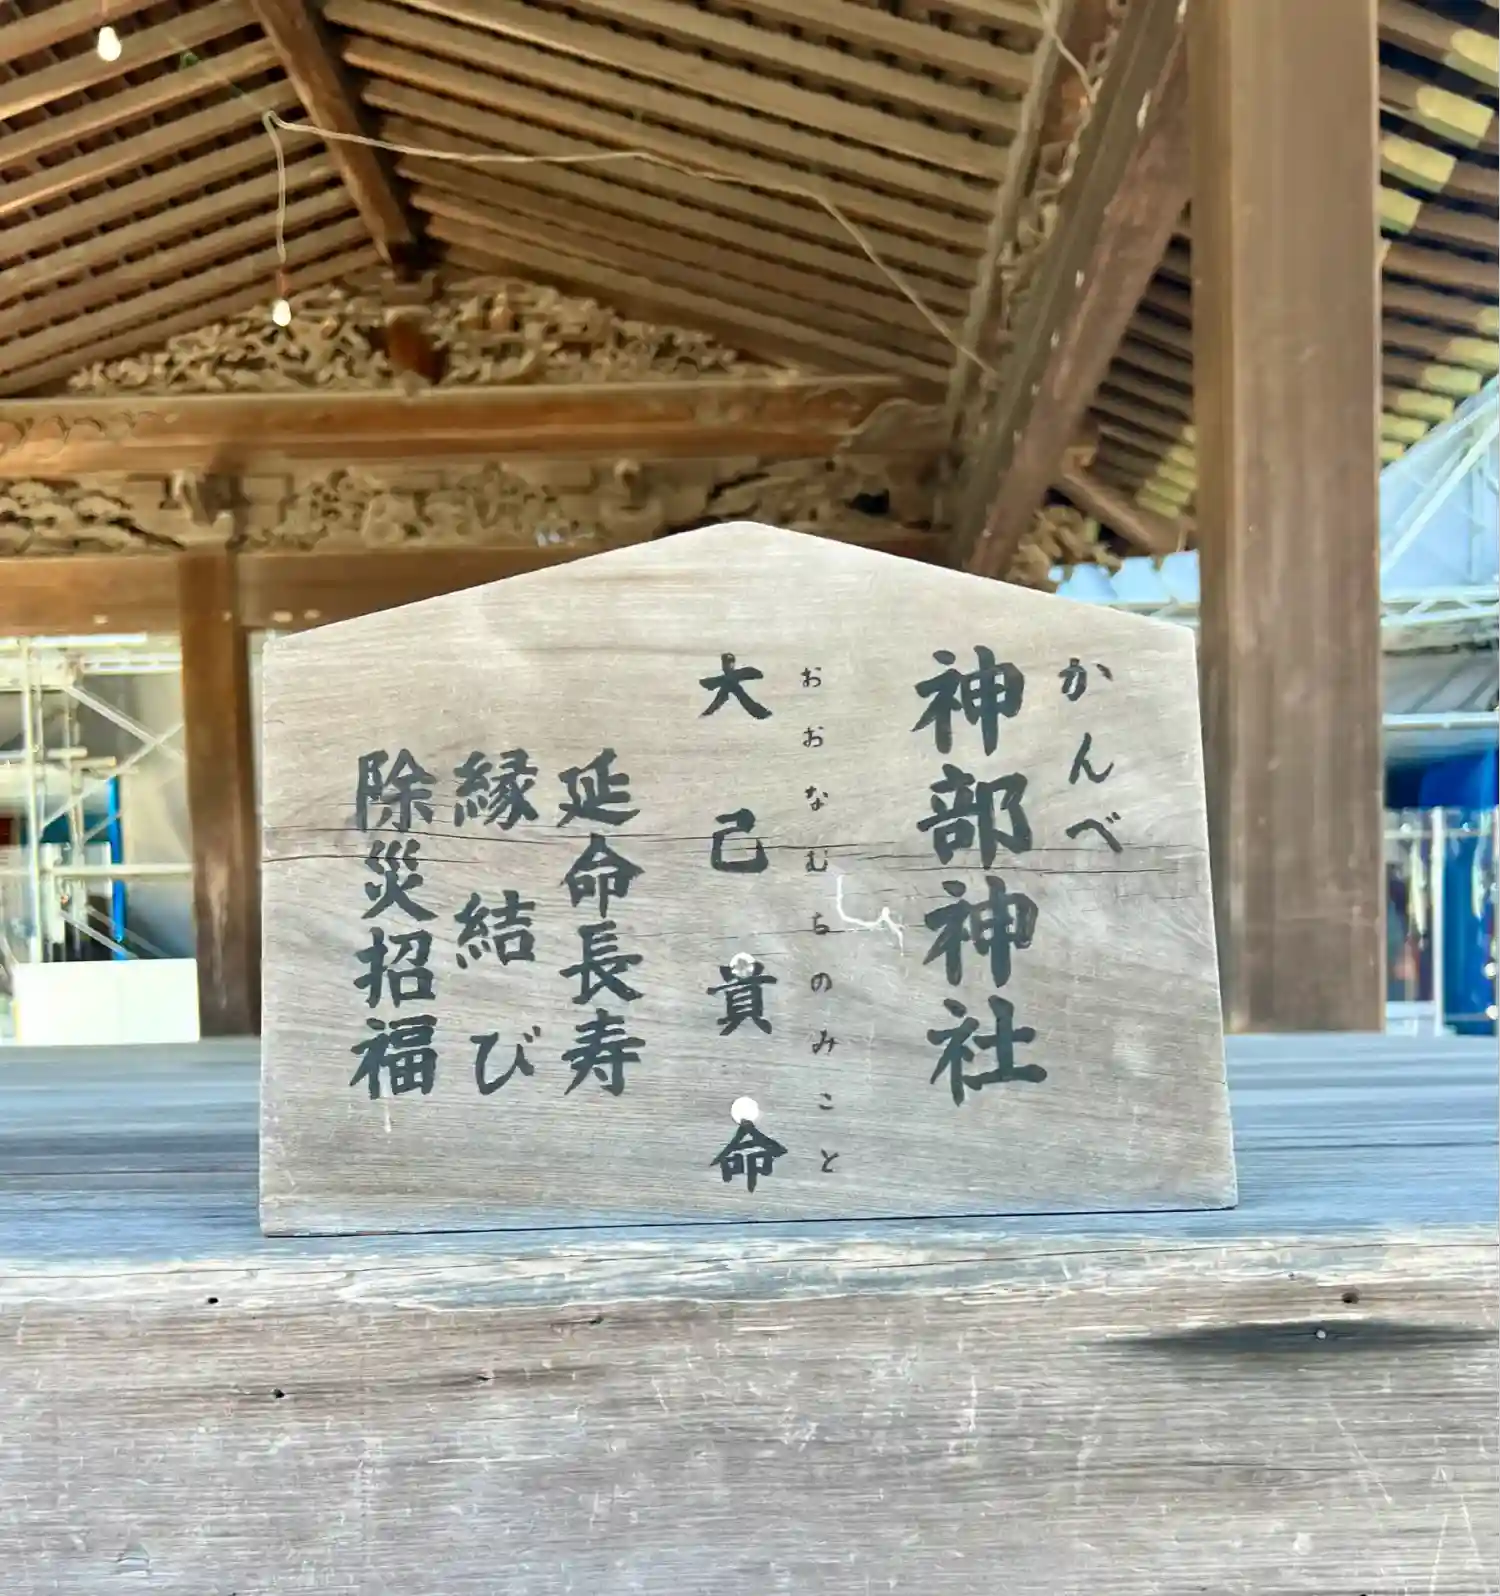 かんべ
神部神社
おおなむちのみこと
大己貴命
延命長寿
縁結び
除災招福